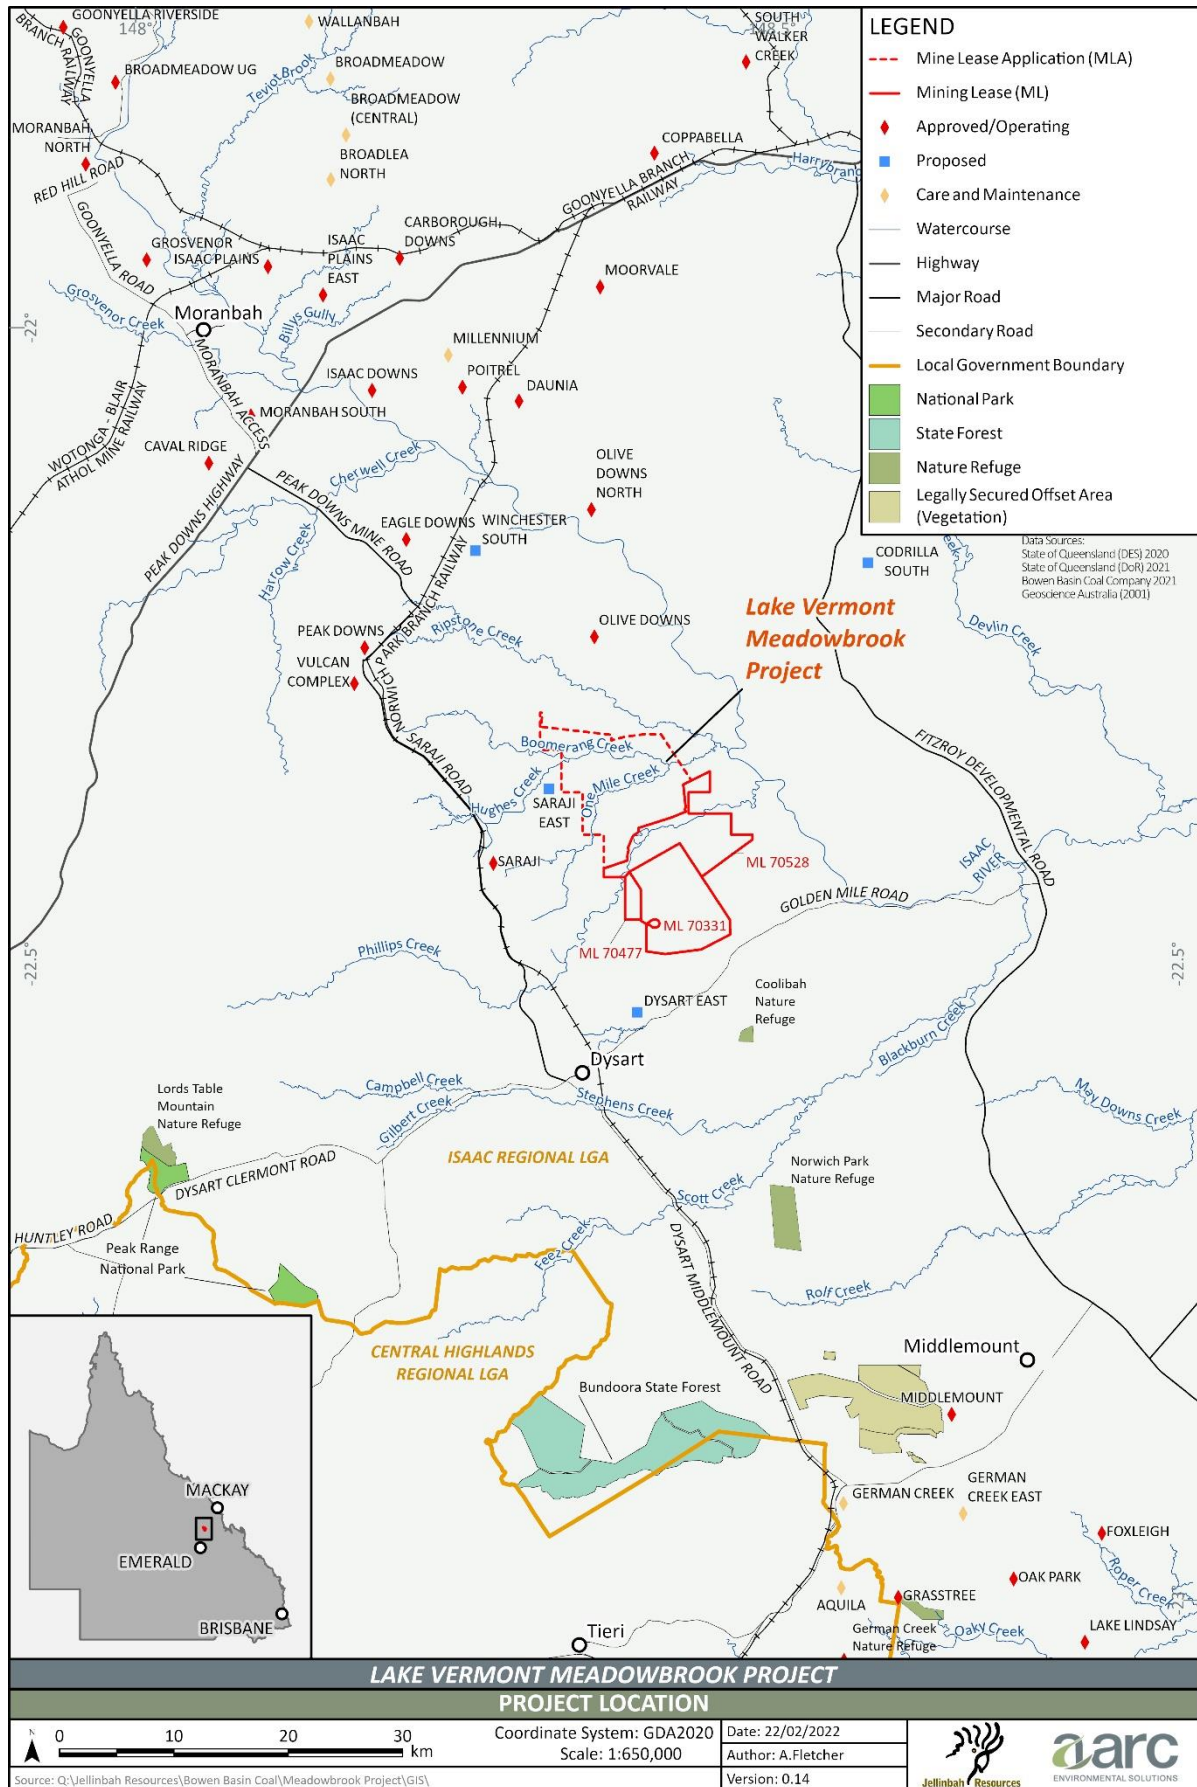 GOONYELLA RIVERSIDE
148°
BRANCH RAILWAY
GOONYELLA
WALLANBAH
SOUTH
WALKER
CREEK
148.5°
BROADMEADOW UG
Teviot Brook
BROADMEADOW
BROADMEADOW
(CENTRAL)
MORANBAH
NORTH
BROADLEA
NORTH
COPPABELLA
RED HILL ROAD
GOONYELLA BRANCH
RAILWAY
Harrybran
GOONYELLA ROAD
GROSVENOR
ISAAC PLAINS
ISAAC
PLAINS
EAST
CARBOROUGH
DOWNS
MOORVALE
Grosvenor Creek
Moranbah
Billys Gully
-22°
MORANBAH ACCESS
MILLENNIUM
ISAAC DOWNS
POITREL
DAUNIA
MORANBAH SOUTH
WOTONGA - BLAIR
ATHOL MINE RAILWAY
CAVAL RIDGE
Cherwell Creek
OLIVE
DOWNS
NORTH
PEAK DOWNS HIGHWAY
PEAK DOWNS MINE ROAD
Harrow Creek
EAGLE DOWNS
WINCHESTER
SOUTH
CODRILLA
SOUTH
Ripstone Creek
Lake Vermont
Meadowbrook
Project
PEAK DOWNS
OLIVE DOWNS
Devlin Creek
VULCAN
COMPLEX
NORWICH PARK BRANCH RAILWAY
SARAJI ROAD
Boomerang Creek
FITZROY DEVELOPMENTAL ROAD
Hughes Creek
One Mile Creek
SARAJI
EAST
SARAJI
ML 70528
ISAAC
RIVER
GOLDEN MILE ROAD
ML 70331
ML 70477
Phillips Creek
-22.5°
-22.5°
DYSART EAST
Coolibah
Nature
Refuge
Blackburn Creek
Dysart
Campbell Creek
Gilbert Creek
Stephens Creek
May Downs Creek
Lords Table
Mountain
Nature Refuge
ISAAC REGIONAL LGA
DYSART CLERMONT ROAD
Norwich Park
Nature Refuge
Scott Creek
HUNTLEY ROAD
Peak Range
National Park
Feez Creek
DYSART MIDDLEMOUNT ROAD
Rolf Creek
CENTRAL HIGHLANDS
REGIONAL LGA
Middlemount
Bundoora State Forest
MIDDLEMOUNT
GERMAN CREEK
GERMAN
CREEK EAST
FOXLEIGH
OAK PARK
Roper Creek
AQUILA
GRASSTREE
-23
German Creek
Nature Refuge
Oaky Creek
LAKE LINDSAY
Tieri
MACKAY
EMERALD
BRISBANE
LEGEND
Mine Lease Application (MLA)
Mining Lease (ML)
Approved/Operating
Proposed
Care and Maintenance
Watercourse
Highway
Major Road
Secondary Road
Local Government Boundary
National Park
State Forest
Nature Refuge
Legally Secured Offset Area
(Vegetation)
Data Sources:
State of Queensland (DES) 2020
State of Queensland (DoR) 2021
Bowen Basin Coal Company 2021
Geoscience Australia (2001)
LAKE VERMONT MEADOWBROOK PROJECT
PROJECT LOCATION
N
0 10 20 30
km
Coordinate System: GDA2020
Scale: 1:650,000
Date: 22/02/2022
Author: A.Fletcher
Version: 0.14
Source: Q:\Jellinbah Resources\Bowen Basin Coal\Meadowbrook Project\GIS\
Jellinbah Resources
aarc
ENVIRONMENTAL SOLUTIONS